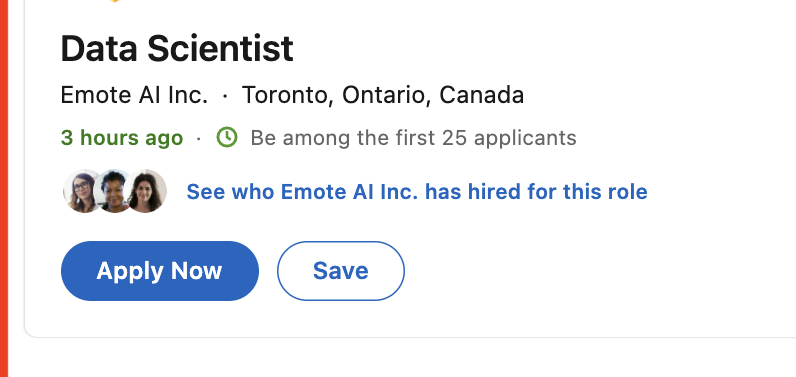 Data Scientist
Emote AI Inc. · Toronto, Ontario, Canada
3 hours ago · Be among the first 25 applicants
See who Emote AI Inc. has hired for this role
Apply Now Save